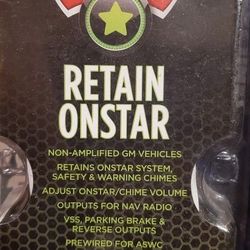 RETAIN
ONSTAR
NON-AMPLIFIED GM VEHICLES
RETAINS ONSTAR SYSTEM,
SAFETY & WARNING CHIMES
ADJUST ONSTAR/CHIME VOLUME
OUTPUTS FOR NAV RADIO
VSS, PARKING BRAKE &
REVERSE OUTPUTS
PREWIRED FOR ASWC